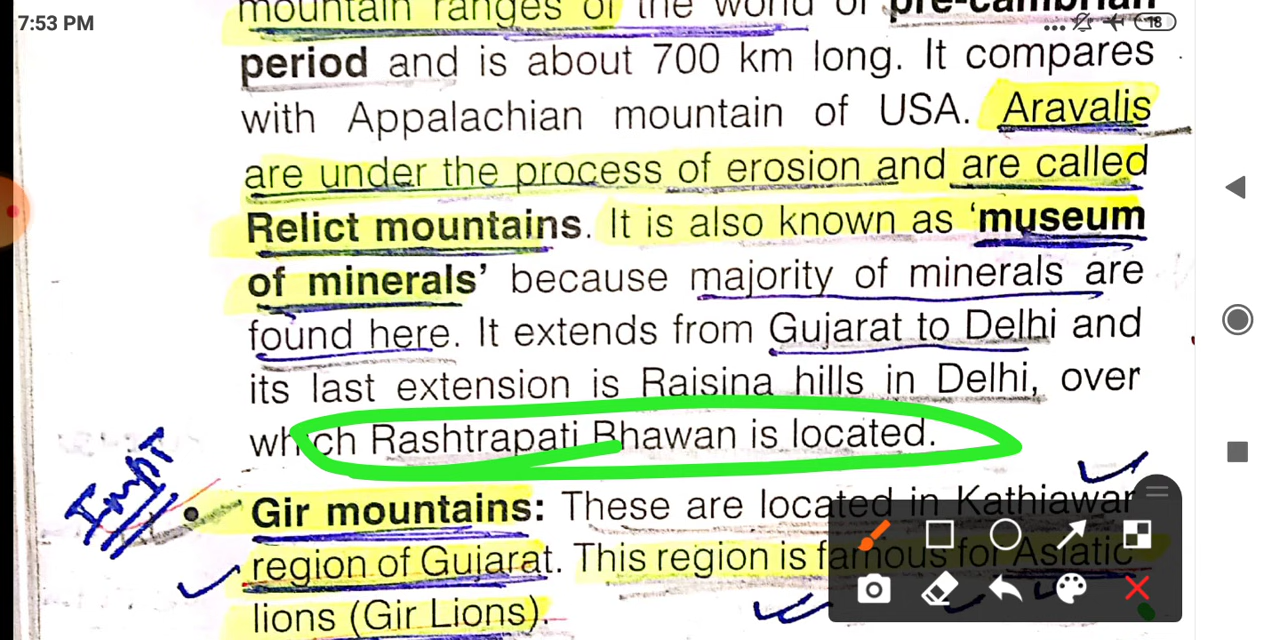 7:53 PM
18
mountain ranges of the world of pre-cambrian
period and is about 700 km long. It compares
with Appalachian mountain of USA. Aravalis
are under the process of erosion and are called
Relict mountains. It is also known as ‘museum
of minerals’ because majority of minerals are
found here. It extends from Gujarat to Delhi and
its last extension is Raisina hills in Delhi, over
which Rashtrapati Bhawan is located.
IMPT
• Gir mountains: These are located in Kathiawar
region of Gujarat. This region is famous for Asiatic
lions (Gir Lions).